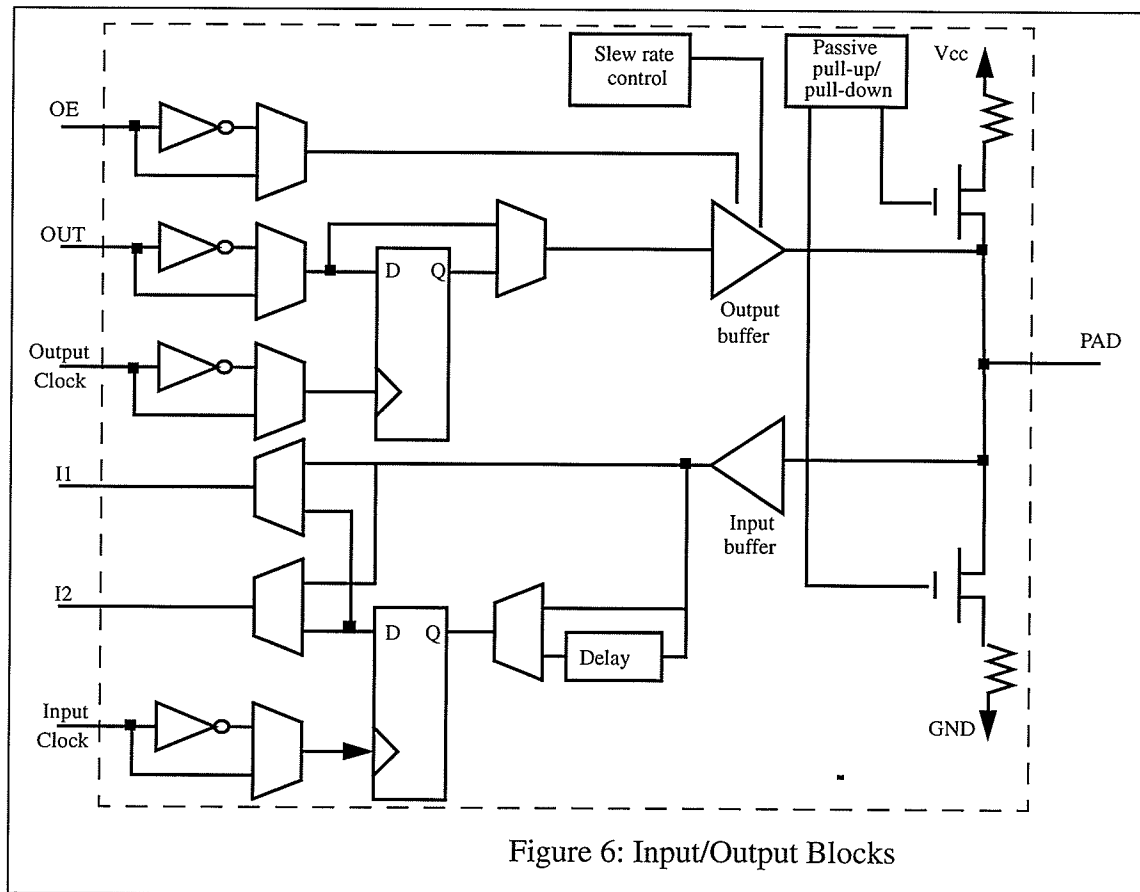 Slew rate
control
Passive
pull-up/
pull-down
Vcc
OE
OUT
D Q
Output
buffer
Output
Clock
PAD
I1
Input
buffer
I2
D Q
Delay
Input
Clock
GND
Figure 6: Input/Output Blocks